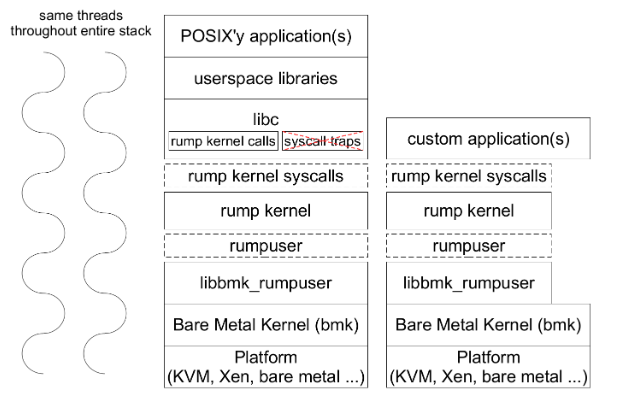 same threads
throughout entire stack
POSIX'y application(s)
userspace libraries
libc
rump kernel calls
syscall traps
rump kernel syscalls
rump kernel
rumpuser
libbmk_rumpuser
Bare Metal Kernel (bmk)
Platform
(KVM, Xen, bare metal ...)
custom application(s)
rump kernel syscalls
rump kernel
rumpuser
libbmk_rumpuser
Bare Metal Kernel (bmk)
Platform
(KVM, Xen, bare metal ...)